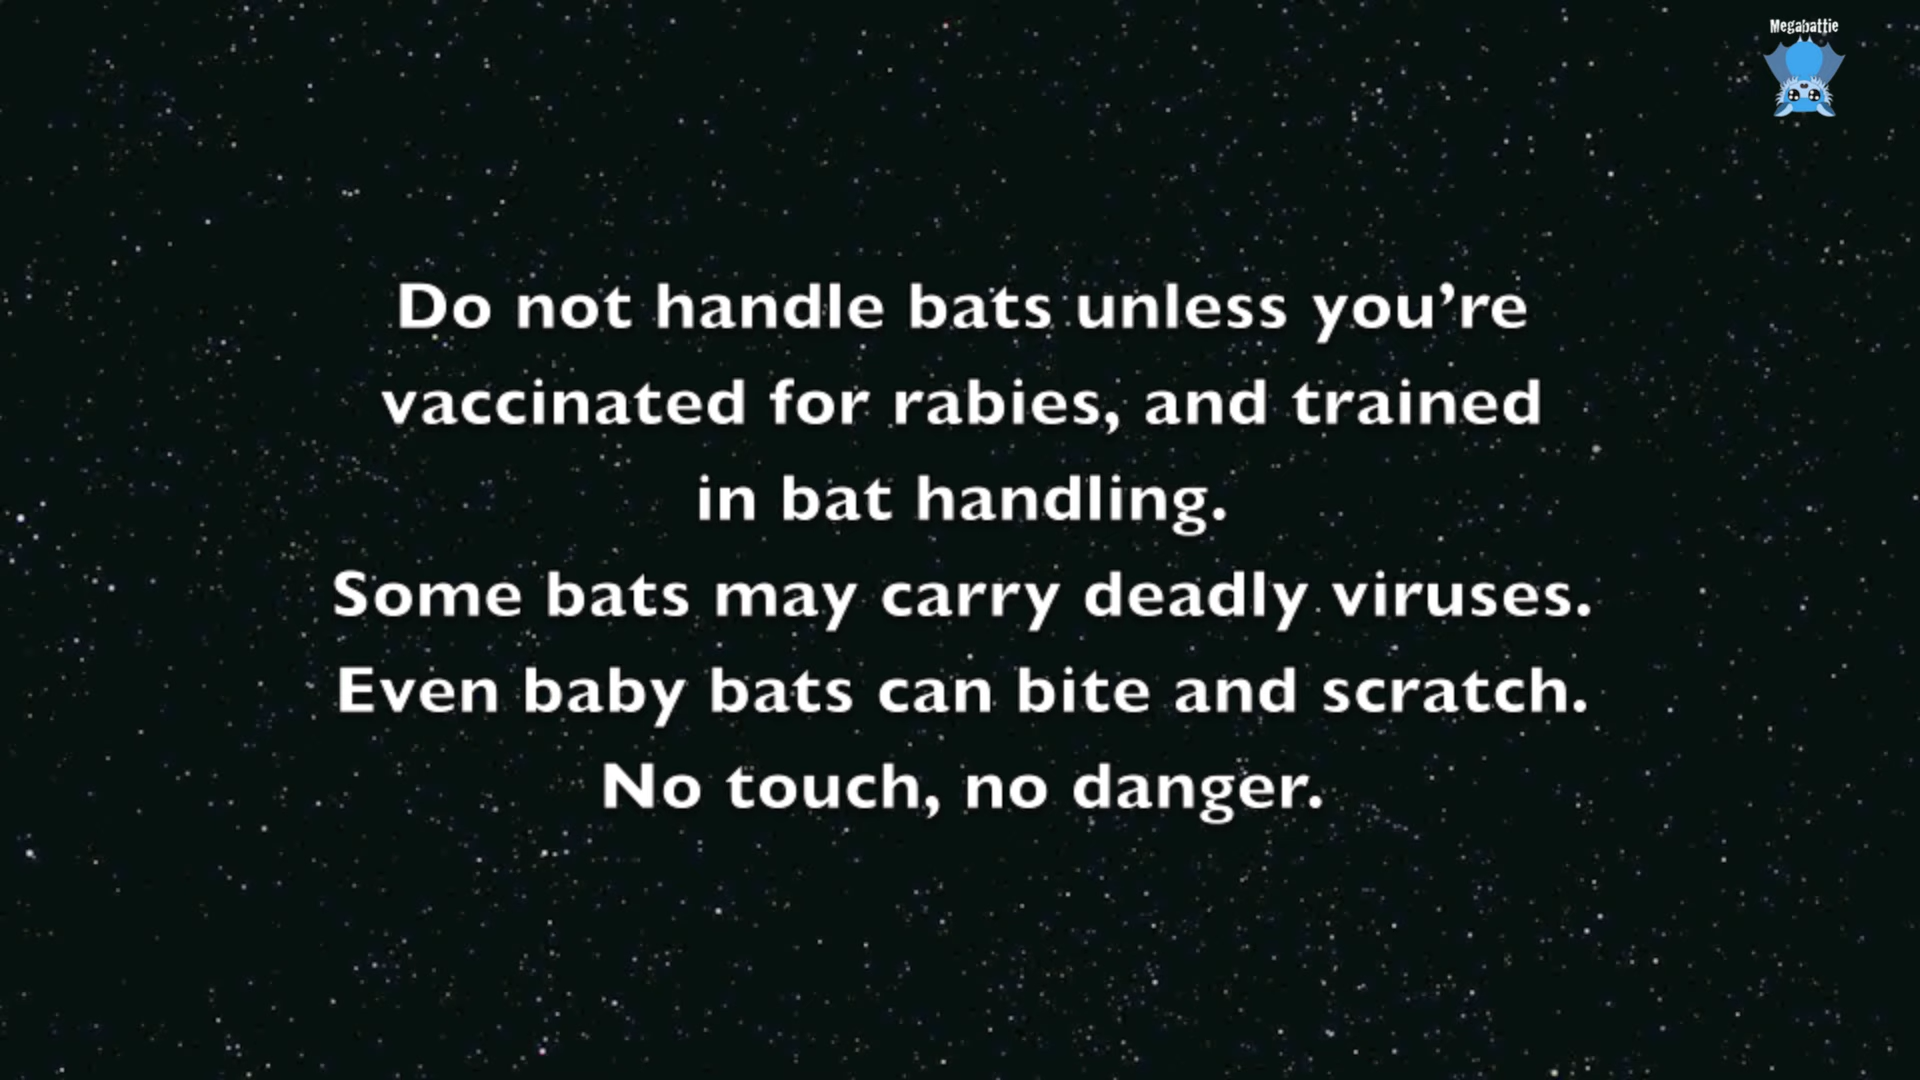 Megabattie
Do not handle bats unless you’re
vaccinated for rabies, and trained
in bat handling.
Some bats may carry deadly viruses.
Even baby bats can bite and scratch.
No touch, no danger.